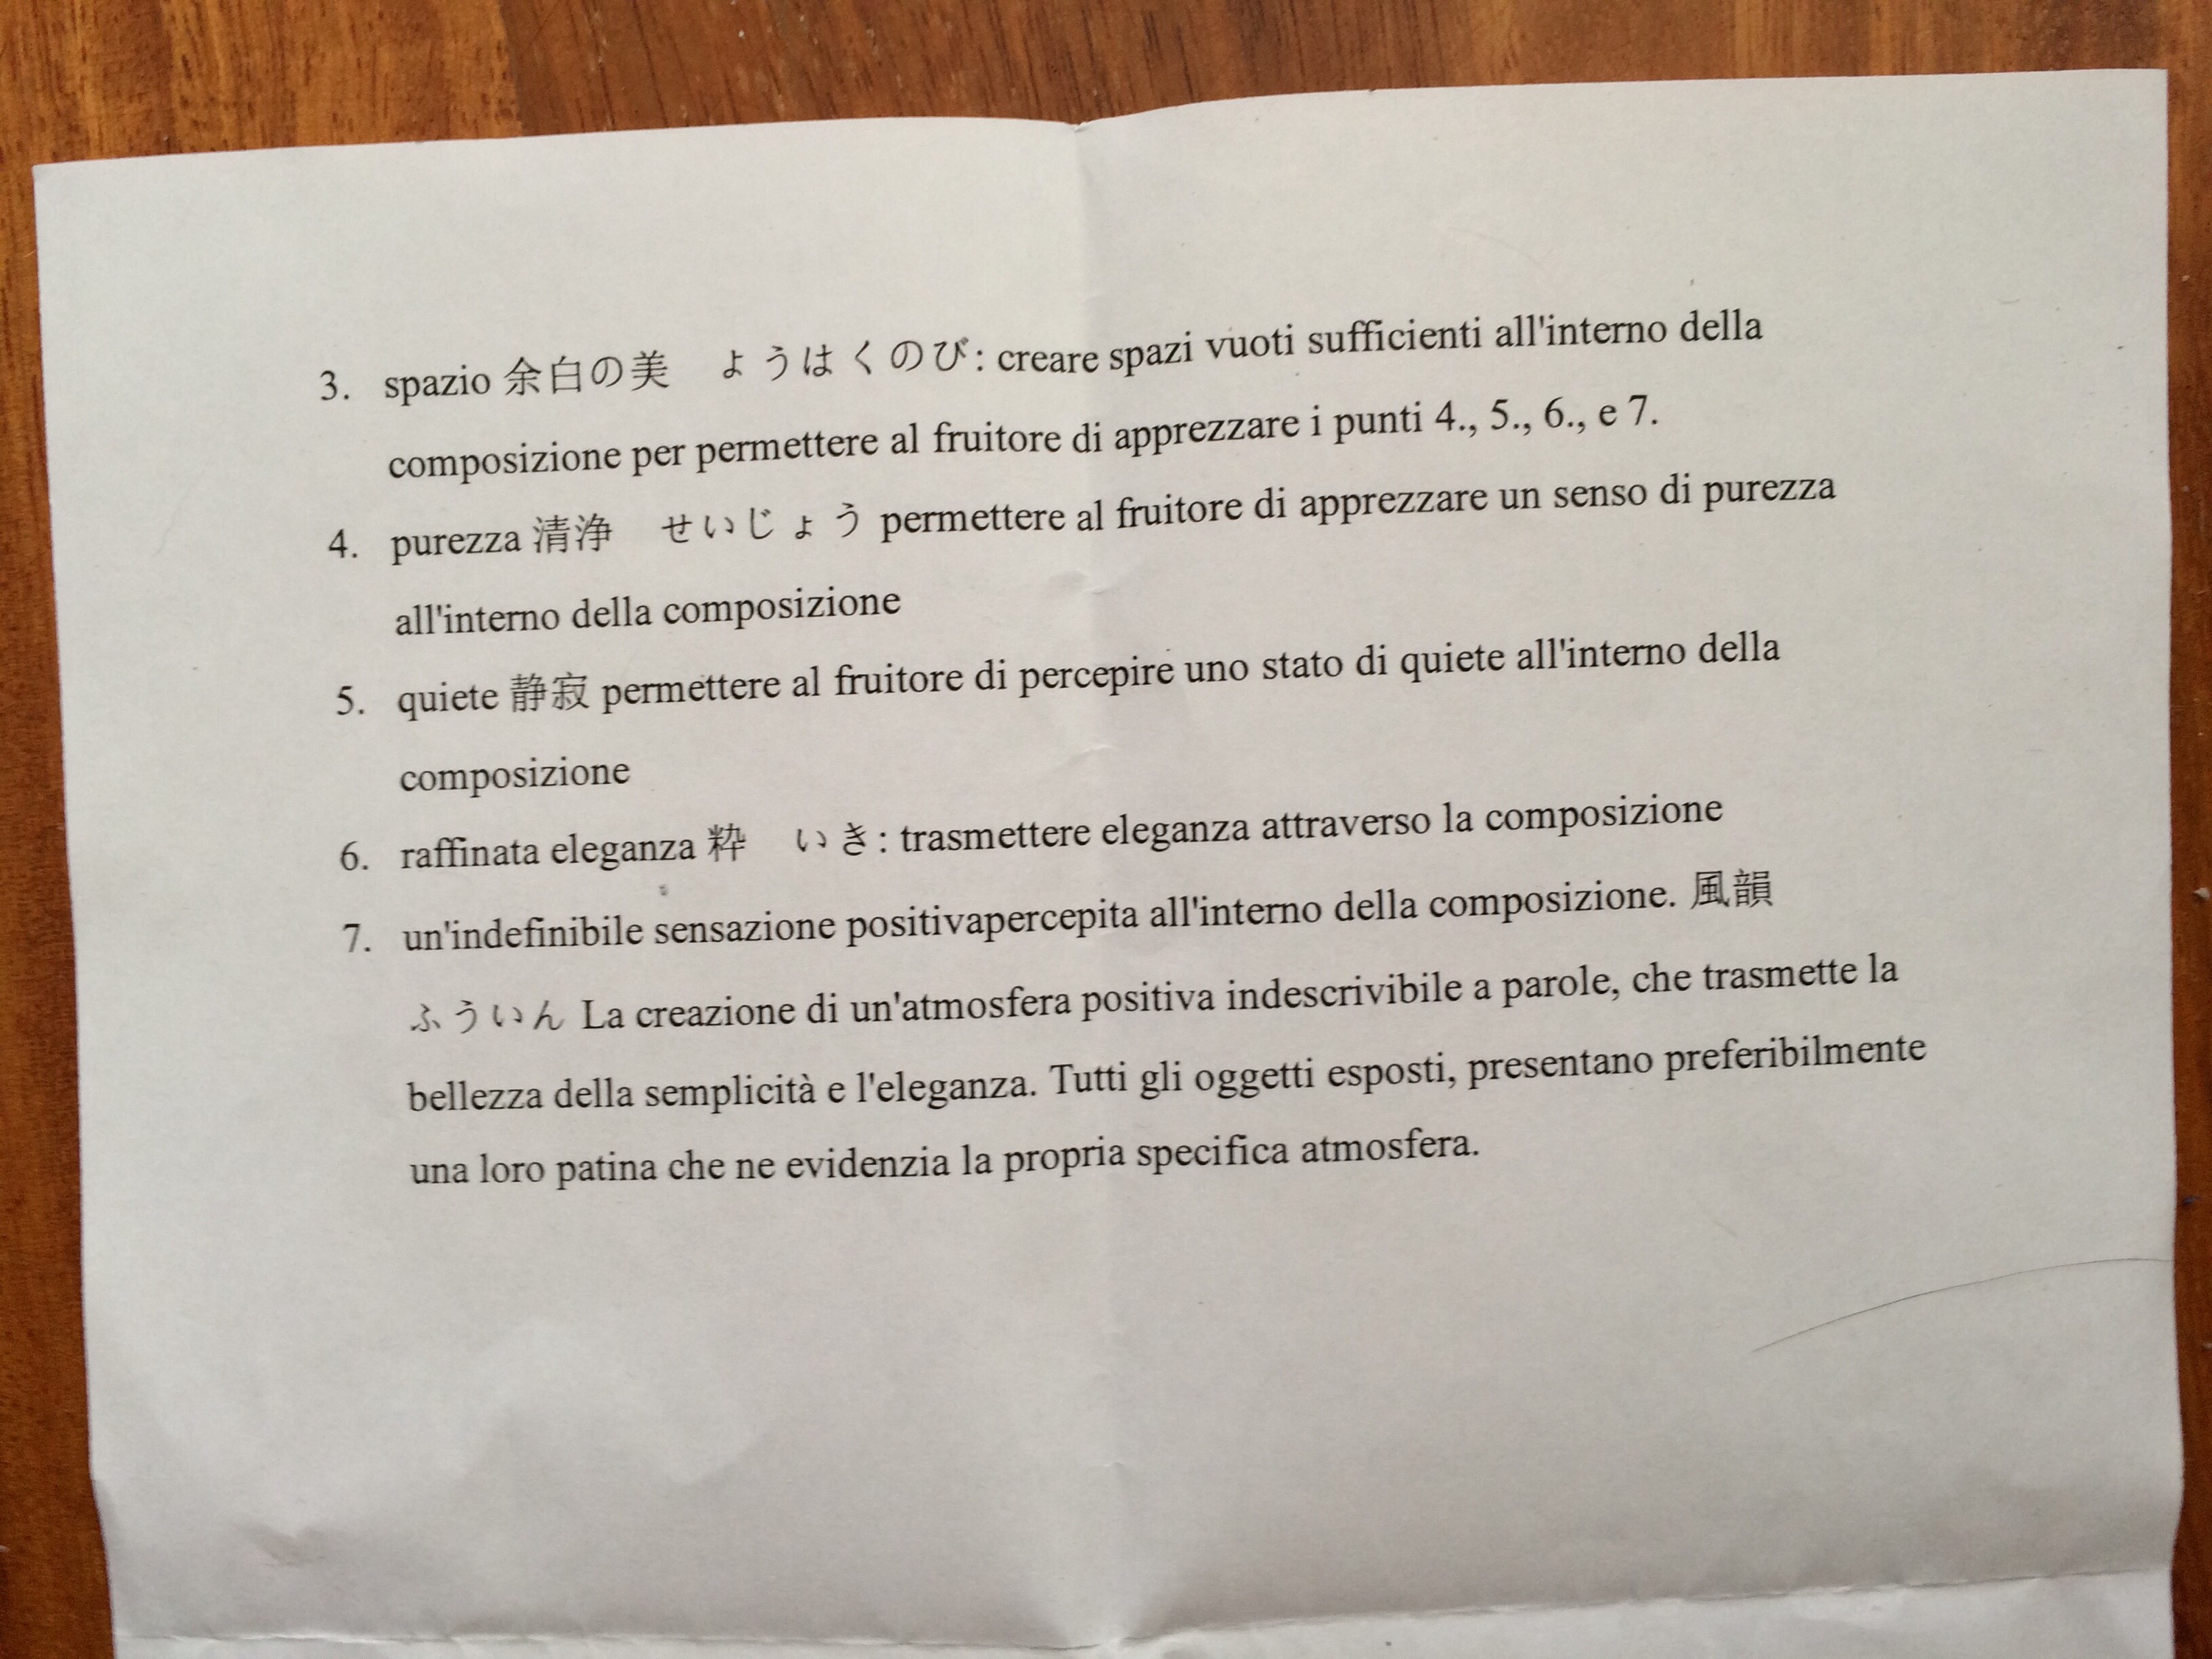 3. spazio 余白の美　ようはくのび: creare spazi vuoti sufficienti all'interno della
composizione per permettere al fruitore di apprezzare i punti 4., 5., 6., e 7.
4. purezza 清浄　せいじょう permettere al fruitore di apprezzare un senso di purezza
all'interno della composizione
5. quiete 静寂 permettere al fruitore di percepire uno stato di quiete all'interno della
composizione
6. raffinata eleganza 粋　いき: trasmettere eleganza attraverso la composizione
7. un'indefinibile sensazione positivapercepita all'interno della composizione. 風韻
ふういん La creazione di un'atmosfera positiva indescrivibile a parole, che trasmette la
bellezza della semplicità e l'eleganza. Tutti gli oggetti esposti, presentano preferibilmente
una loro patina che ne evidenzia la propria specifica atmosfera.